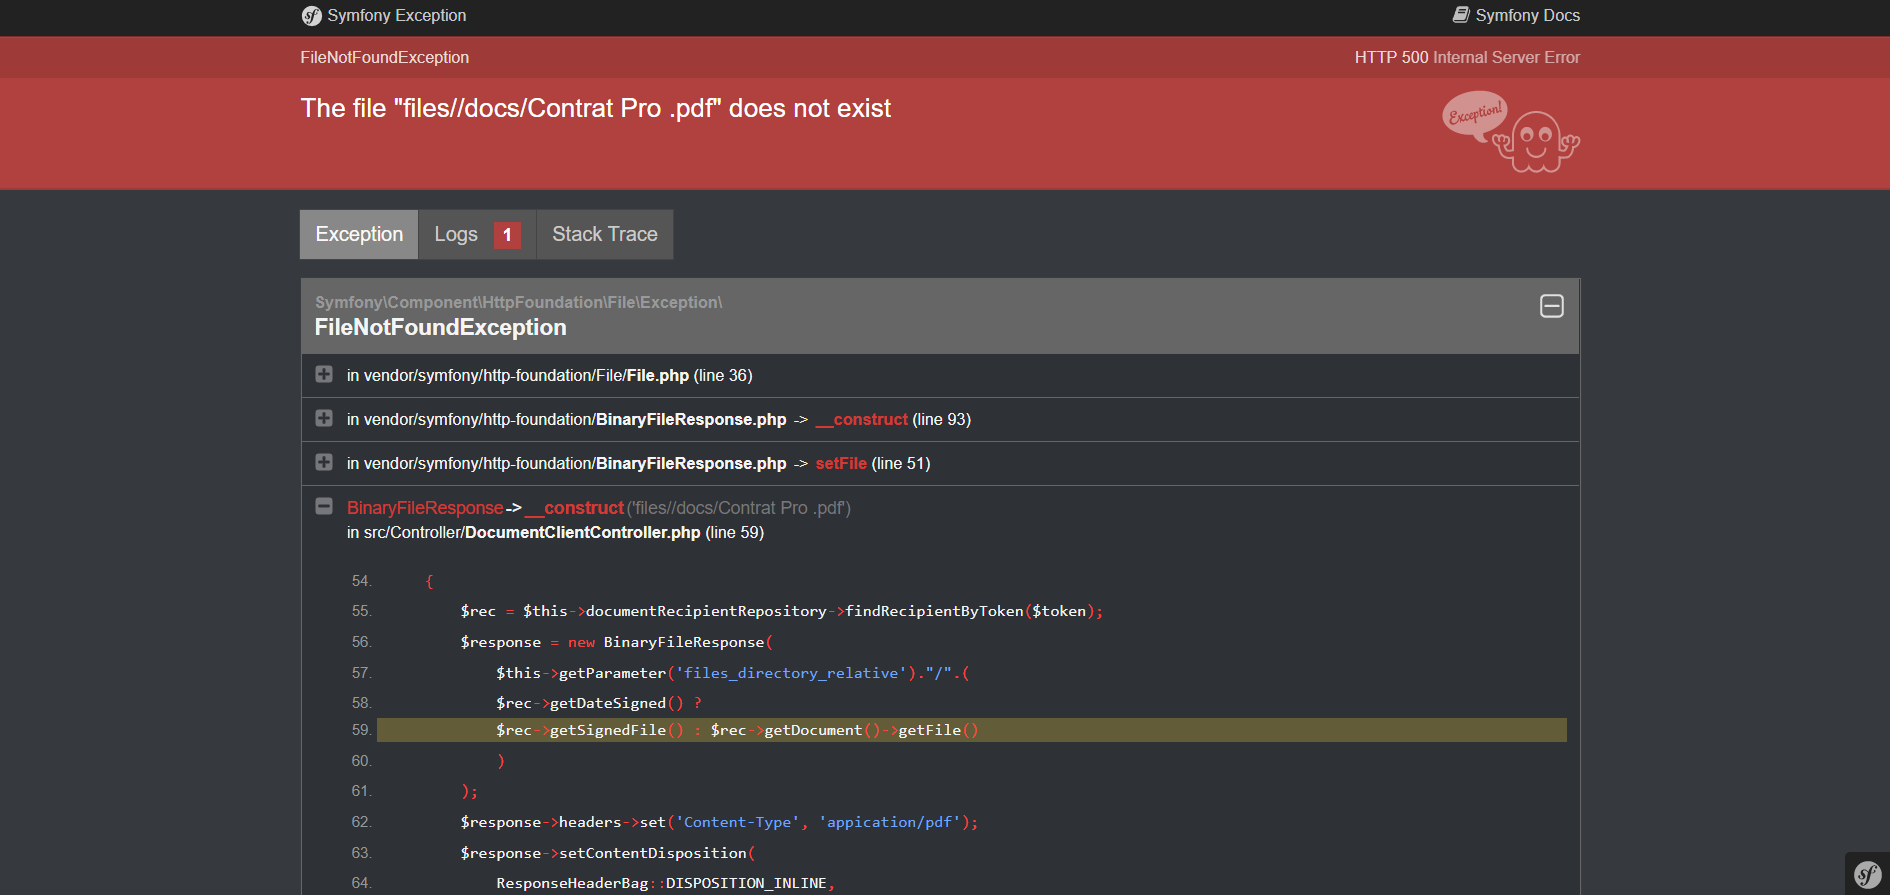 Symfony Exception
Symfony Docs
FileNotFoundException
HTTP 500 Internal Server Error
The file "files//docs/Contrat Pro .pdf" does not exist
Exception!
Exception
Logs 1
Stack Trace
Symfony\Component\HttpFoundation\File\Exception\
FileNotFoundException
in vendor/symfony/http-foundation/File/File.php (line 36)
in vendor/symfony/http-foundation/BinaryFileResponse.php -> __construct (line 93)
in vendor/symfony/http-foundation/BinaryFileResponse.php -> setFile (line 51)
BinaryFileResponse->__construct('files//docs/Contrat Pro .pdf')
in src/Controller/DocumentClientController.php (line 59)
54. {
55. $rec = $this->documentRecipientRepository->findRecipientByToken($token);
56. $response = new BinaryFileResponse(
57. $this->getParameter('files_directory_relative')."/".(
58. $rec->getDateSigned() ?
59. $rec->getSignedFile() : $rec->getDocument()->getFile()
60. )
61. );
62. $response->headers->set('Content-Type', 'appication/pdf');
63. $response->setContentDisposition(
64. ResponseHeaderBag::DISPOSITION_INLINE,